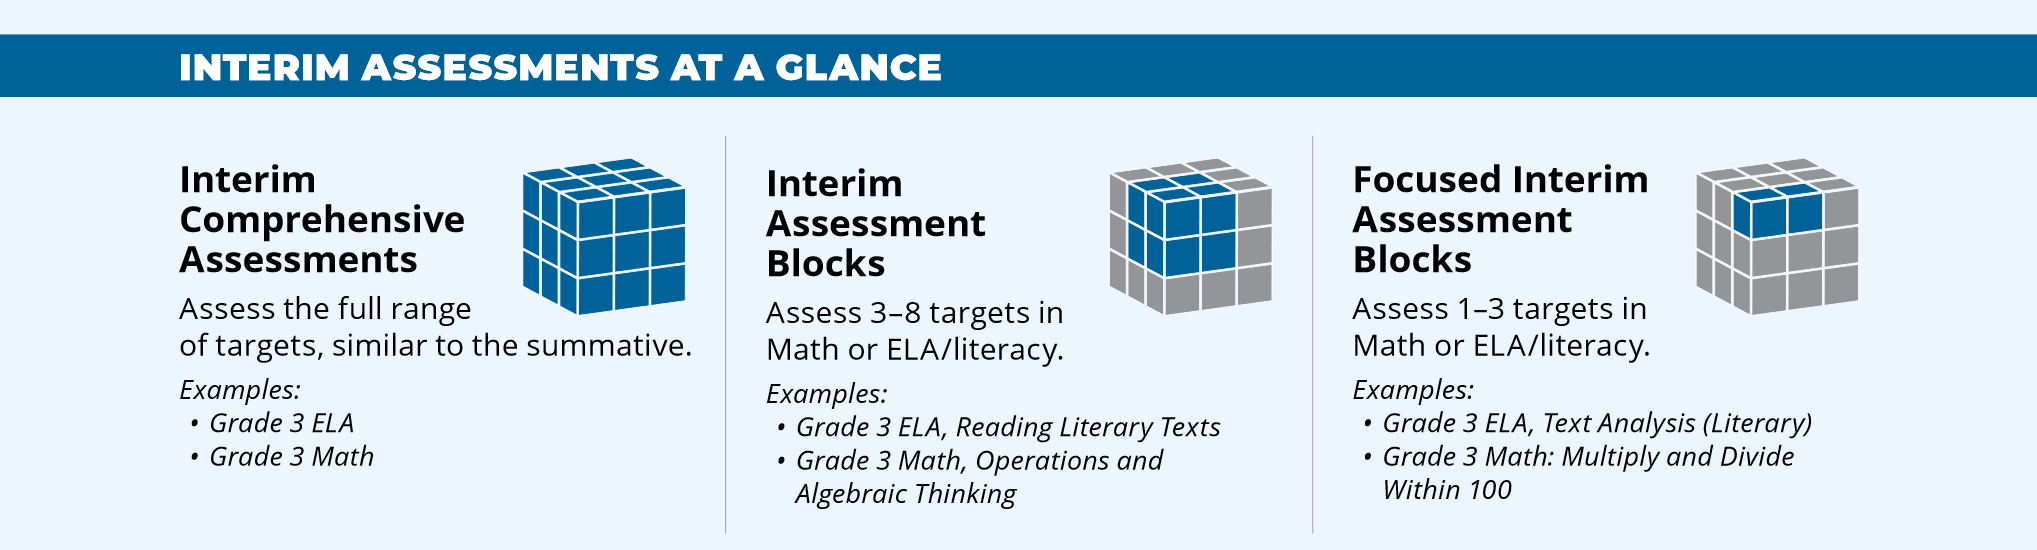 INTERIM ASSESSMENTS AT A GLANCE
Interim
Comprehensive
Assessments
Assess the full range
of targets, similar to the summative.
Examples:
• Grade 3 ELA
• Grade 3 Math
Interim
Assessment
Blocks
Assess 3–8 targets in
Math or ELA/literacy.
Examples:
• Grade 3 ELA, Reading Literary Texts
• Grade 3 Math, Operations and
Algebraic Thinking
Focused Interim
Assessment
Blocks
Assess 1–3 targets in
Math or ELA/literacy.
Examples:
• Grade 3 ELA, Text Analysis (Literary)
• Grade 3 Math: Multiply and Divide
Within 100